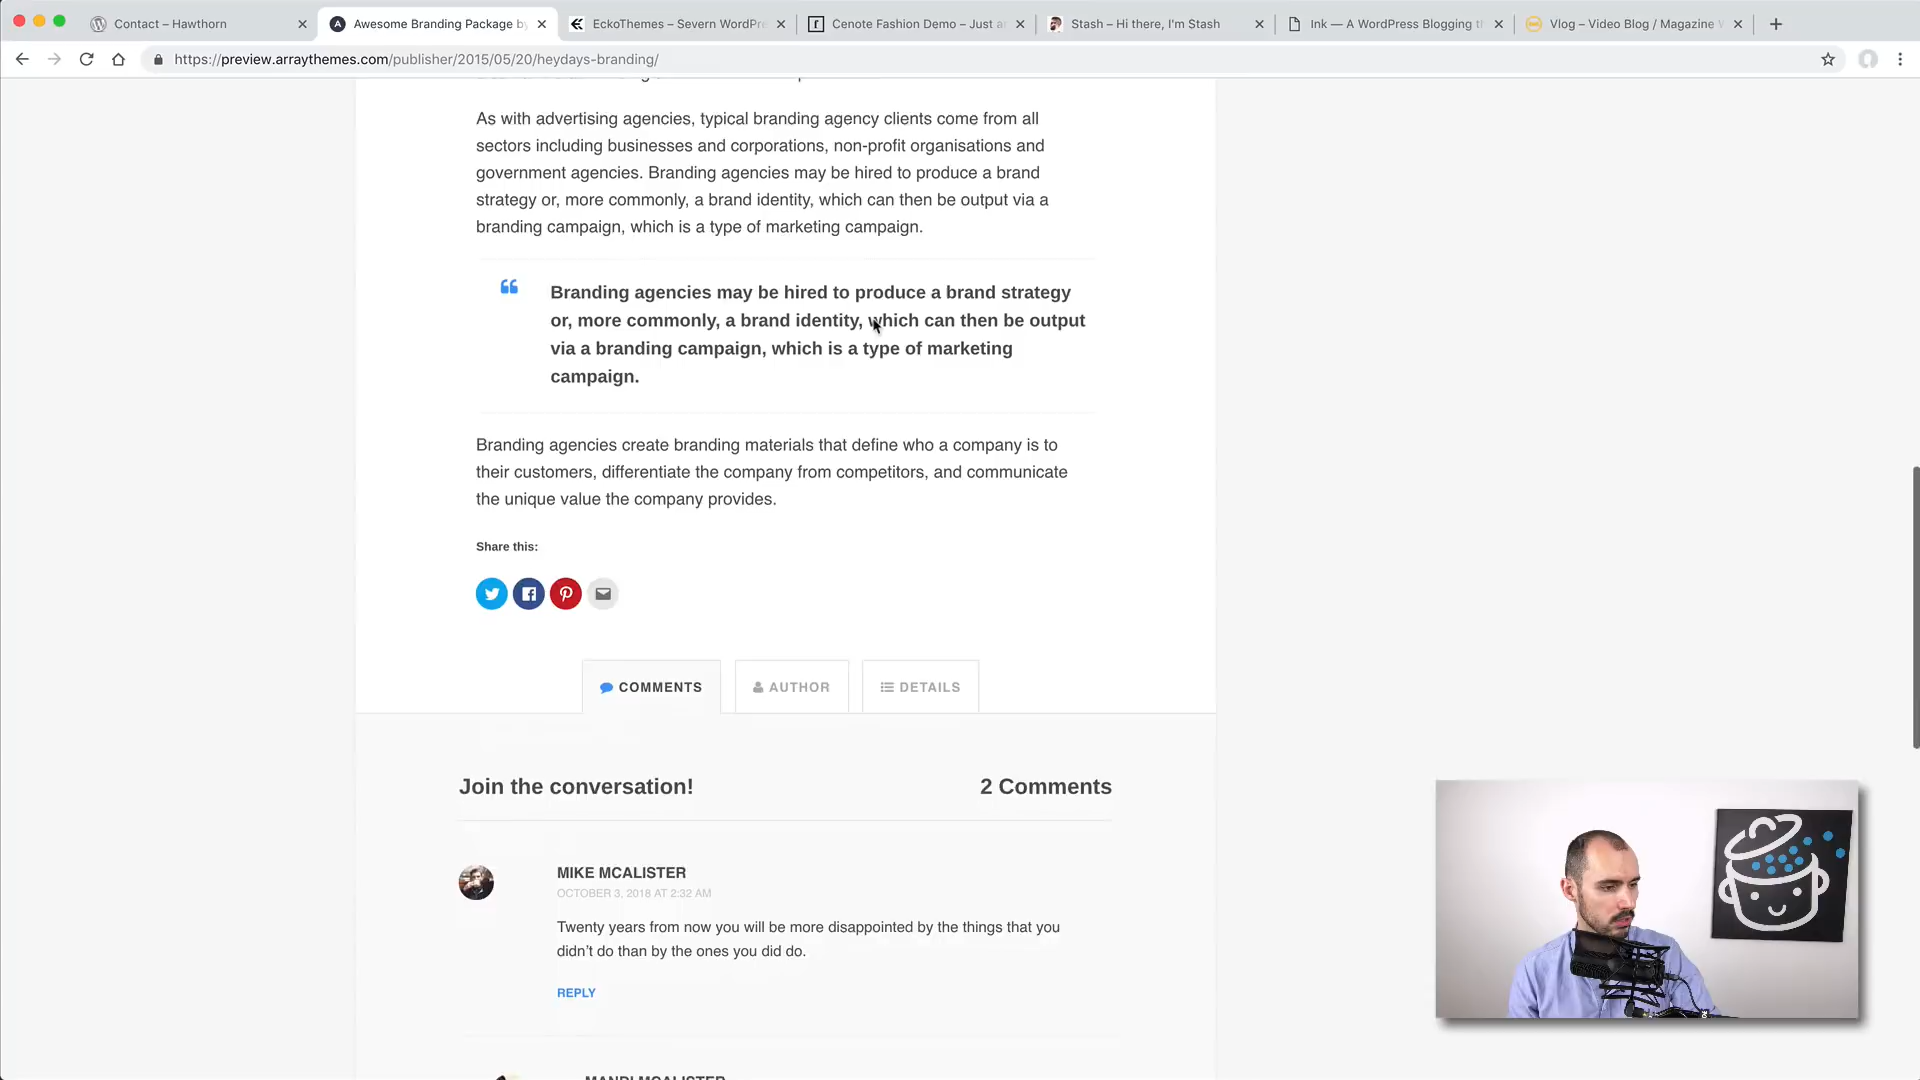 Contact – Hawthorn
Awesome Branding Package by
EckoThemes – Severn WordPre
Cenote Fashion Demo – Just a
Stash – Hi there, I'm Stash
Ink — A WordPress Blogging t
Vlog – Video Blog / Magazine W
https://preview.arraythemes.com/publisher/2015/05/20/heydays-branding/
As with advertising agencies, typical branding agency clients come from all
sectors including businesses and corporations, non-profit organisations and
government agencies. Branding agencies may be hired to produce a brand
strategy or, more commonly, a brand identity, which can then be output via a
branding campaign, which is a type of marketing campaign.
Branding agencies may be hired to produce a brand strategy
or, more commonly, a brand identity, which can then be output
via a branding campaign, which is a type of marketing
campaign.
Branding agencies create branding materials that define who a company is to
their customers, differentiate the company from competitors, and communicate
the unique value the company provides.
Share this:
COMMENTS
AUTHOR
DETAILS
Join the conversation!
2 Comments
MIKE MCALISTER
OCTOBER 3, 2018 AT 2:32 AM
Twenty years from now you will be more disappointed by the things that you
didn't do than by the ones you did do.
REPLY
MANDI MCALISTER